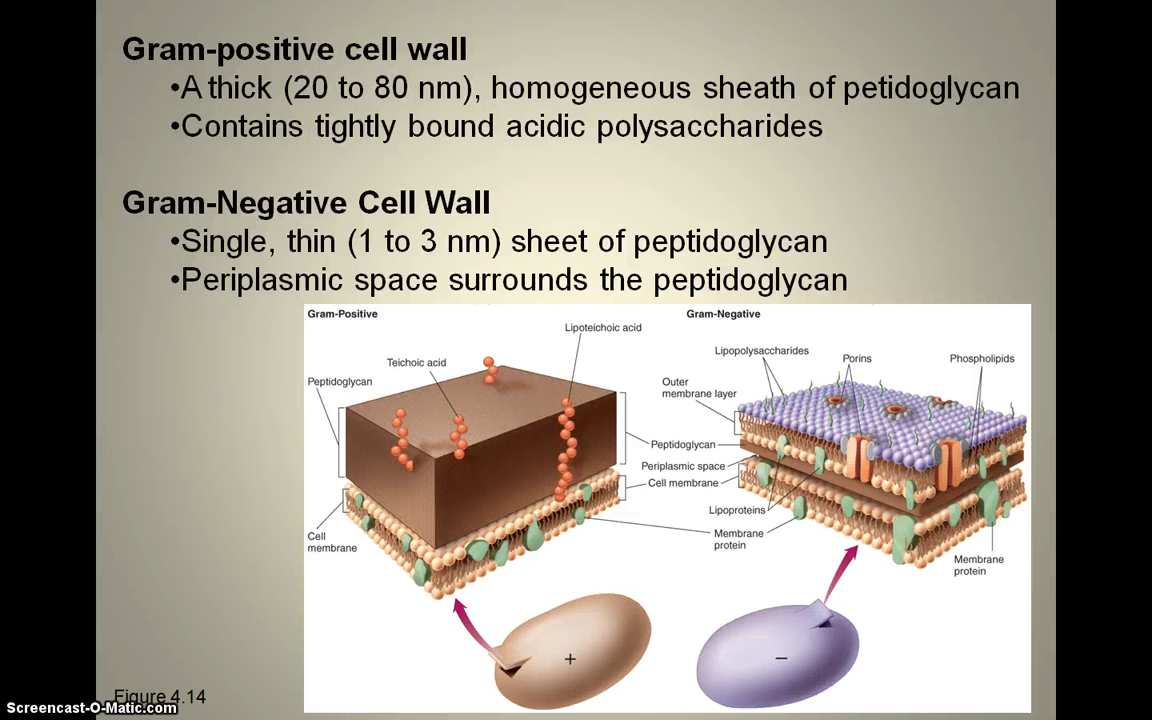 Gram-positive cell wall
•A thick (20 to 80 nm), homogeneous sheath of petidoglycan
•Contains tightly bound acidic polysaccharides
Gram-Negative Cell Wall
•Single, thin (1 to 3 nm) sheet of peptidoglycan
•Periplasmic space surrounds the peptidoglycan
Gram-Positive
Lipoteichoic acid
Teichoic acid
Peptidoglycan
Cell
membrane
Gram-Negative
Lipopolysaccharides
Porins
Phospholipids
Outer
membrane layer
Peptidoglycan
Periplasmic space
Cell membrane
Lipoproteins
Membrane
protein
Membrane
protein
+
−
Figure 4.14
Screencast-O-Matic.com